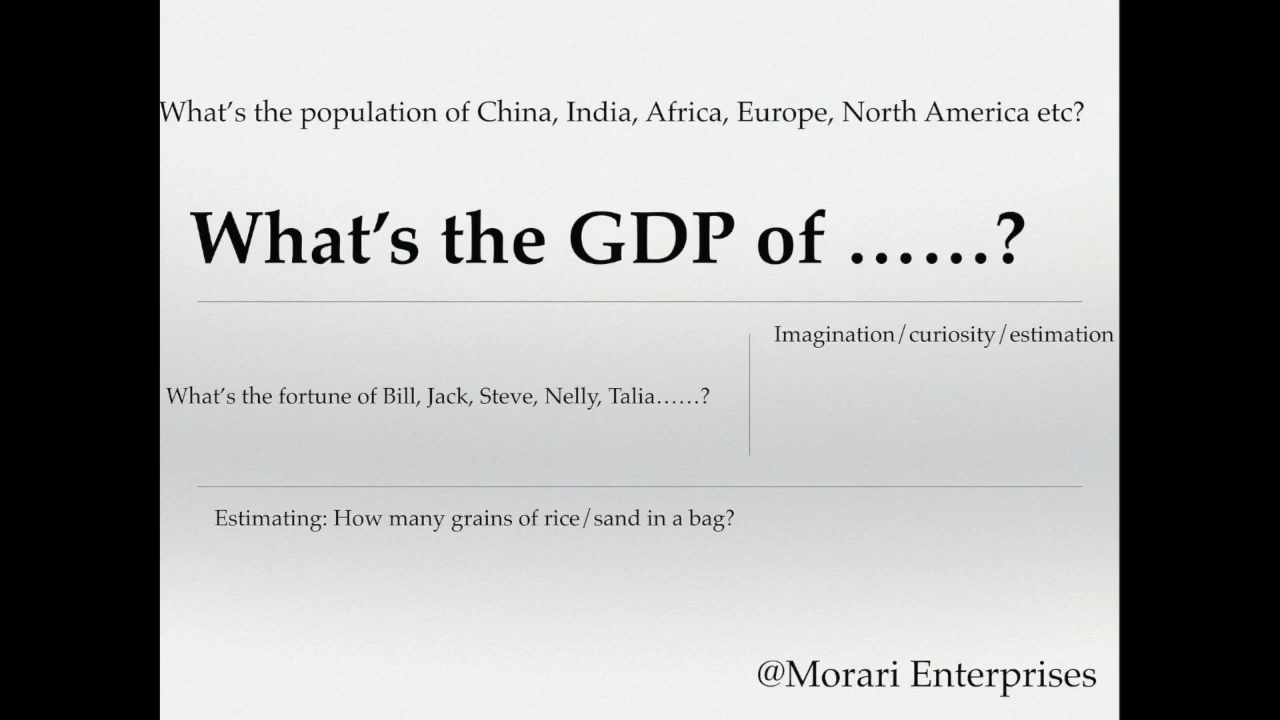 What’s the population of China, India, Africa, Europe, North America etc?
What’s the GDP of ……?
Imagination/curiosity/estimation
What’s the fortune of Bill, Jack, Steve, Nelly, Talia……?
Estimating: How many grains of rice/sand in a bag?
@Morari Enterprises